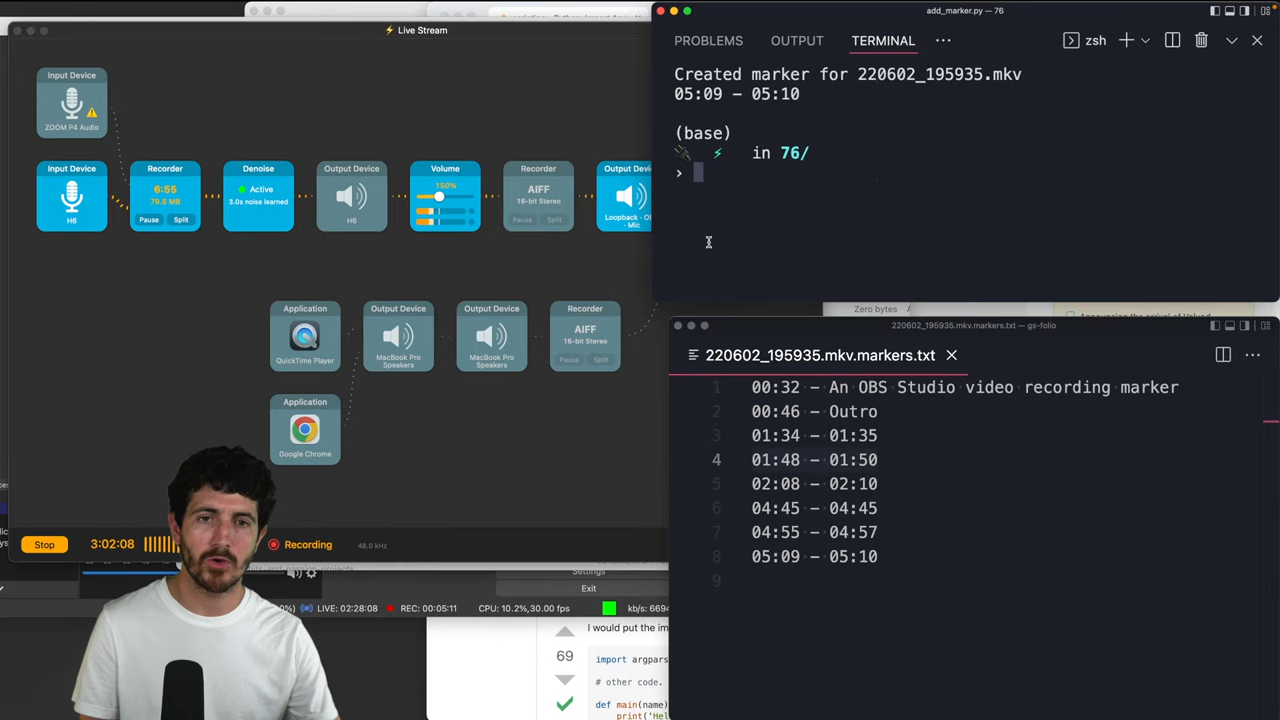 ⚡ Live Stream
Input Device
ZOOM P4 Audio
Input Device
H6
Recorder
6:55
79.6 MB
Pause Split
Denoise
Active
3.0s noise learned
Output Device
H6
Volume
150%
Recorder
AIFF
16-bit Stereo
Pause Split
Output Device
Loopback - O
- Mic
Application
QuickTime Player
Output Device
MacBook Pro
Speakers
Output Device
MacBook Pro
Speakers
Recorder
AIFF
16-bit Stereo
Pause Split
Application
Google Chrome
Stop
3:02:08
Recording
48.0 kHz
Settings
Exit
LIVE: 02:28:08
REC: 00:05:11
CPU: 10.2%,30.00 fps
add_marker.py — 76
PROBLEMS OUTPUT TERMINAL ···
zsh
Created marker for 220602_195935.mkv
05:09 – 05:10
(base)
in 76/
›
Zero bytes
220602_195935.mkv.markers.txt — gs-folio
220602_195935.mkv.markers.txt
1 00:32 – An OBS Studio video recording marker
2 00:46 – Outro
3 01:34 – 01:35
4 01:48 – 01:50
5 02:08 – 02:10
6 04:45 – 04:45
7 04:55 – 04:57
8 05:09 – 05:10
9
I would put the im
69
import argpars
# other code.
def main(name)
print('Hel